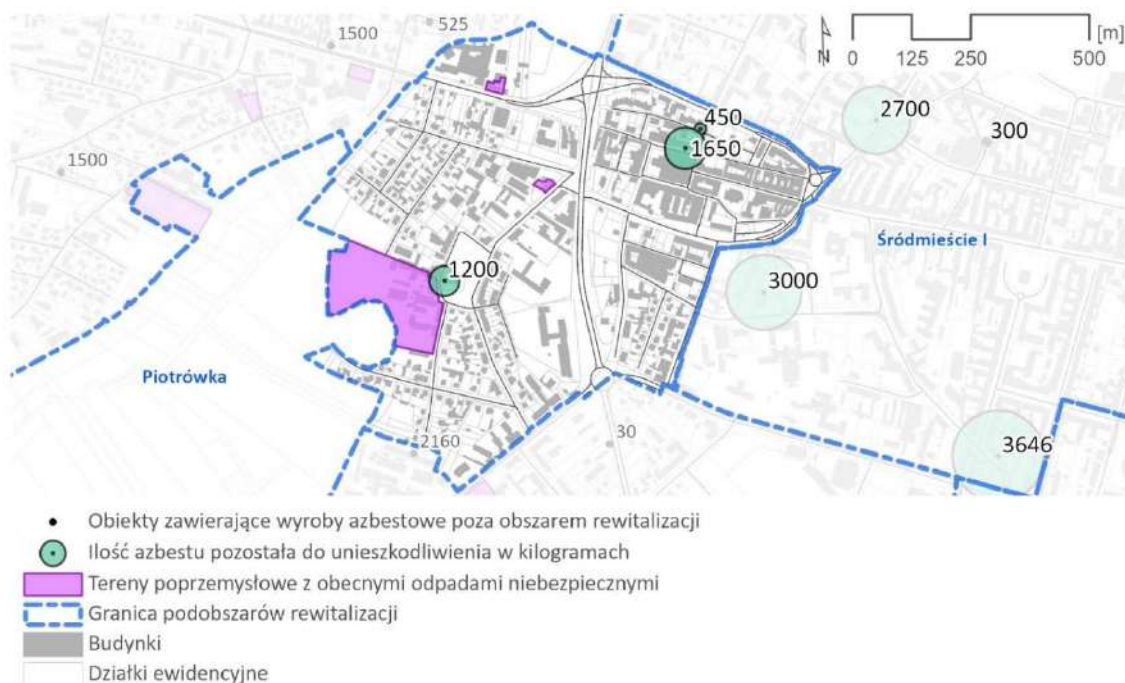 525
1500
[m]
N
0 125 250 500
2700
450
300
1650
1500
Śródmieście I
1200
3000
Piotrówka
2160
30
3646
Obiekty zawierające wyroby azbestowe poza obszarem rewitalizacji
Ilość azbestu pozostała do unieszkodliwienia w kilogramach
Tereny poprzemysłowe z obecnymi odpadami niebezpiecznymi
Granica podobszarów rewitalizacji
Budynki
Działki ewidencyjne